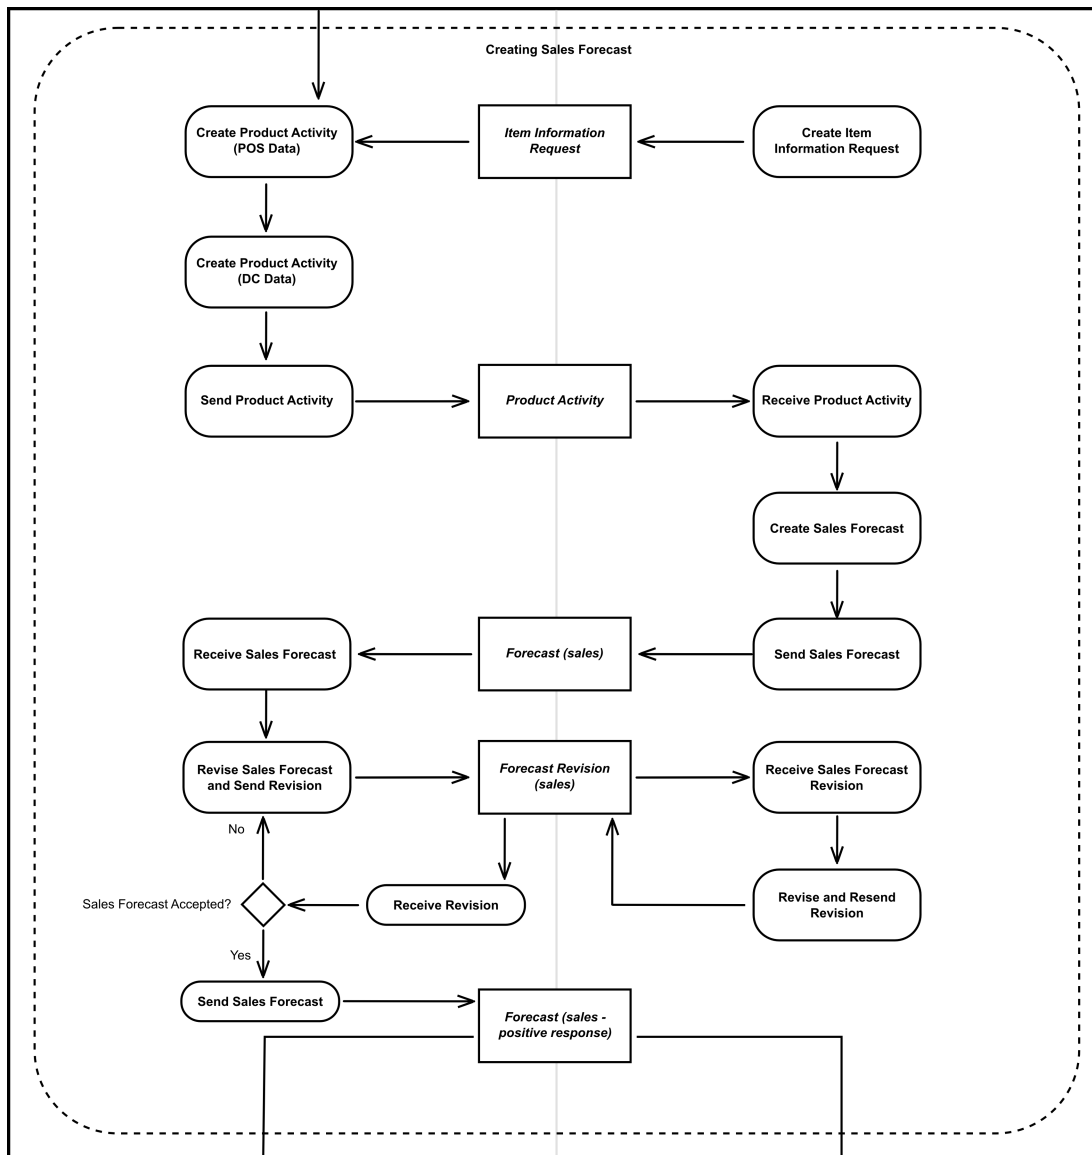 Creating Sales Forecast
Create Product Activity
(POS Data)
Item Information
Request
Create Item
Information Request
Create Product Activity
(DC Data)
Send Product Activity
Product Activity
Receive Product Activity
Create Sales Forecast
Receive Sales Forecast
Forecast (sales)
Send Sales Forecast
Revise Sales Forecast
and Send Revision
Forecast Revision
(sales)
Receive Sales Forecast
Revision
No
Sales Forecast Accepted?
Receive Revision
Revise and Resend
Revision
Yes
Send Sales Forecast
Forecast (sales -
positive response)